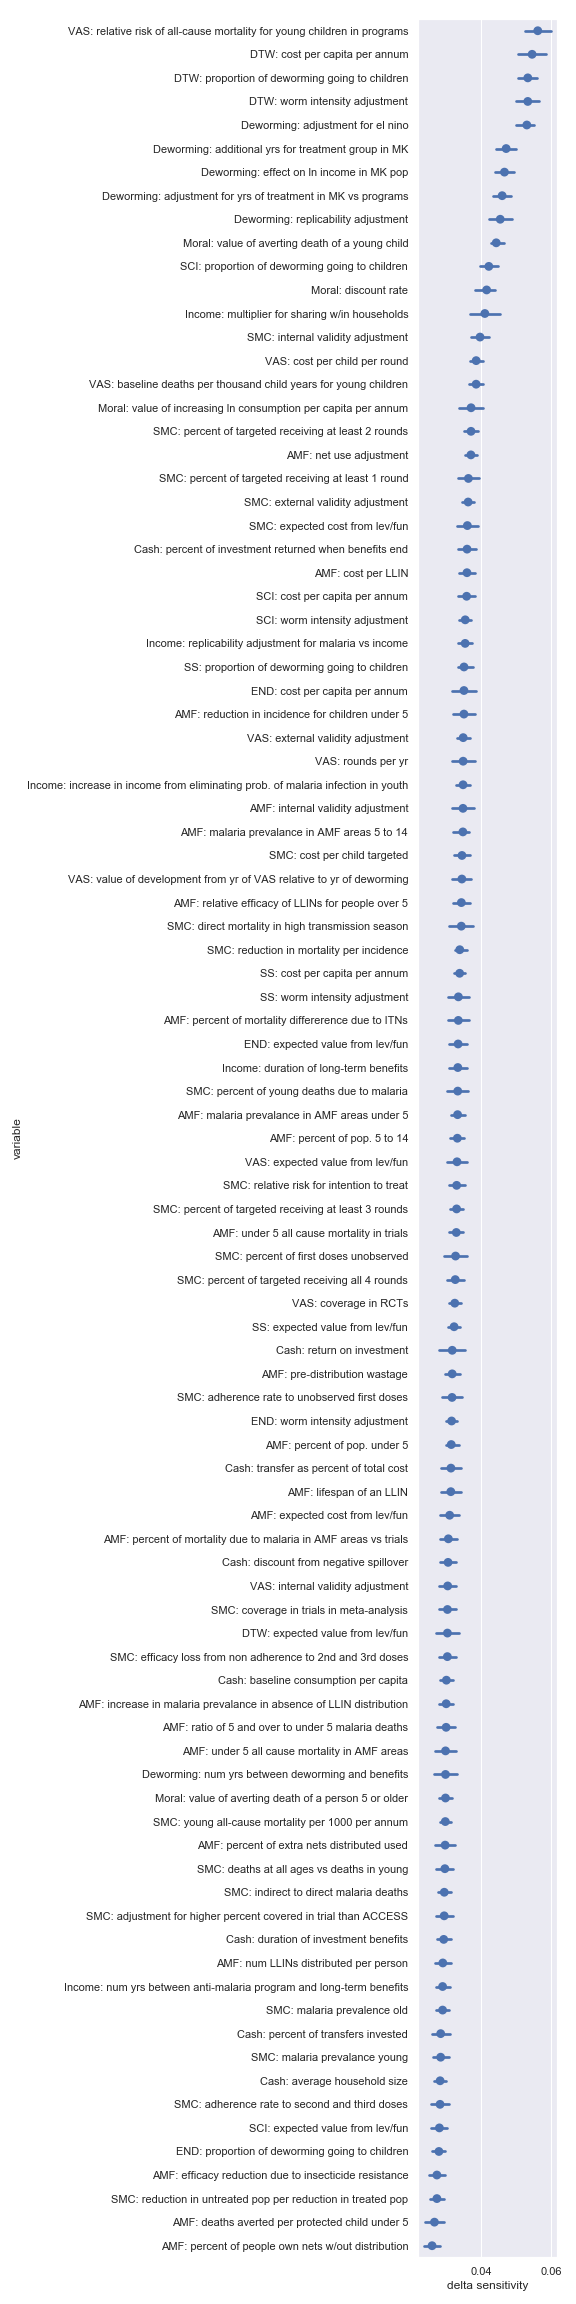 VAS: relative risk of all-cause mortality for young children in programs
DTW: cost per capita per annum
DTW: proportion of deworming going to children
DTW: worm intensity adjustment
Deworming: adjustment for el nino
Deworming: additional yrs for treatment group in MK
Deworming: effect on ln income in MK pop
Deworming: adjustment for yrs of treatment in MK vs programs
Deworming: replicability adjustment
Moral: value of averting death of a young child
SCI: proportion of deworming going to children
Moral: discount rate
Income: multiplier for sharing w/in households
SMC: internal validity adjustment
VAS: cost per child per round
VAS: baseline deaths per thousand child years for young children
Moral: value of increasing ln consumption per capita per annum
SMC: percent of targeted receiving at least 2 rounds
AMF: net use adjustment
SMC: percent of targeted receiving at least 1 round
SMC: external validity adjustment
SMC: expected cost from lev/fun
Cash: percent of investment returned when benefits end
AMF: cost per LLIN
SCI: cost per capita per annum
SCI: worm intensity adjustment
Income: replicability adjustment for malaria vs income
SS: proportion of deworming going to children
END: cost per capita per annum
AMF: reduction in incidence for children under 5
VAS: external validity adjustment
VAS: rounds per yr
Income: increase in income from eliminating prob. of malaria infection in youth
AMF: internal validity adjustment
AMF: malaria prevalance in AMF areas 5 to 14
SMC: cost per child targeted
VAS: value of development from yr of VAS relative to yr of deworming
AMF: relative efficacy of LLINs for people over 5
SMC: direct mortality in high transmission season
SMC: reduction in mortality per incidence
SS: cost per capita per annum
SS: worm intensity adjustment
AMF: percent of mortality differerence due to ITNs
END: expected value from lev/fun
Income: duration of long-term benefits
SMC: percent of young deaths due to malaria
AMF: malaria prevalance in AMF areas under 5
AMF: percent of pop. 5 to 14
VAS: expected value from lev/fun
SMC: relative risk for intention to treat
SMC: percent of targeted receiving at least 3 rounds
AMF: under 5 all cause mortality in trials
SMC: percent of first doses unobserved
SMC: percent of targeted receiving all 4 rounds
VAS: coverage in RCTs
SS: expected value from lev/fun
Cash: return on investment
AMF: pre-distribution wastage
SMC: adherence rate to unobserved first doses
END: worm intensity adjustment
AMF: percent of pop. under 5
Cash: transfer as percent of total cost
AMF: lifespan of an LLIN
AMF: expected cost from lev/fun
AMF: percent of mortality due to malaria in AMF areas vs trials
Cash: discount from negative spillover
VAS: internal validity adjustment
SMC: coverage in trials in meta-analysis
DTW: expected value from lev/fun
SMC: efficacy loss from non adherence to 2nd and 3rd doses
Cash: baseline consumption per capita
AMF: increase in malaria prevalance in absence of LLIN distribution
AMF: ratio of 5 and over to under 5 malaria deaths
AMF: under 5 all cause mortality in AMF areas
Deworming: num yrs between deworming and benefits
Moral: value of averting death of a person 5 or older
SMC: young all-cause mortality per 1000 per annum
AMF: percent of extra nets distributed used
SMC: deaths at all ages vs deaths in young
SMC: indirect to direct malaria deaths
SMC: adjustment for higher percent covered in trial than ACCESS
Cash: duration of investment benefits
AMF: num LLINs distributed per person
Income: num yrs between anti-malaria program and long-term benefits
SMC: malaria prevalence old
Cash: percent of transfers invested
SMC: malaria prevalance young
Cash: average household size
SMC: adherence rate to second and third doses
SCI: expected value from lev/fun
END: proportion of deworming going to children
AMF: efficacy reduction due to insecticide resistance
SMC: reduction in untreated pop per reduction in treated pop
AMF: deaths averted per protected child under 5
AMF: percent of people own nets w/out distribution
variable
0.04 0.06
delta sensitivity